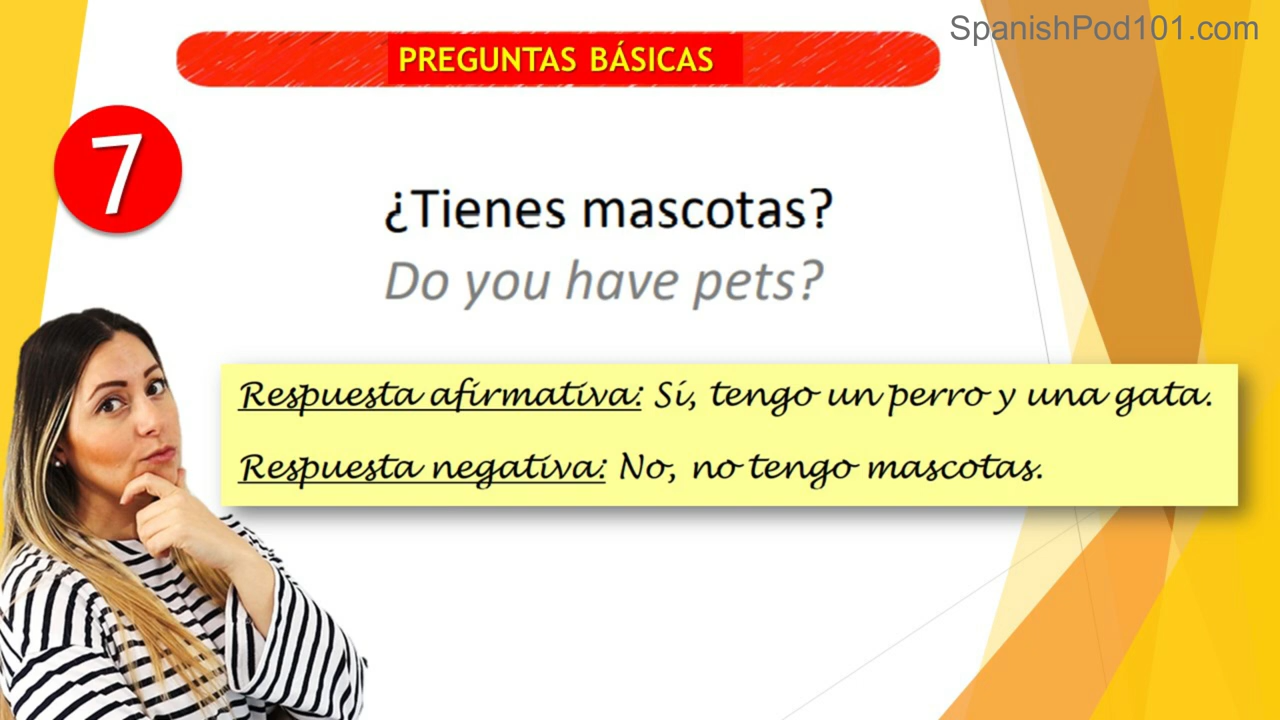 SpanishPod101.com
PREGUNTAS BÁSICAS
7
¿Tienes mascotas?
Do you have pets?
Respuesta afirmativa: Sí, tengo un perro y una gata.
Respuesta negativa: No, no tengo mascotas.